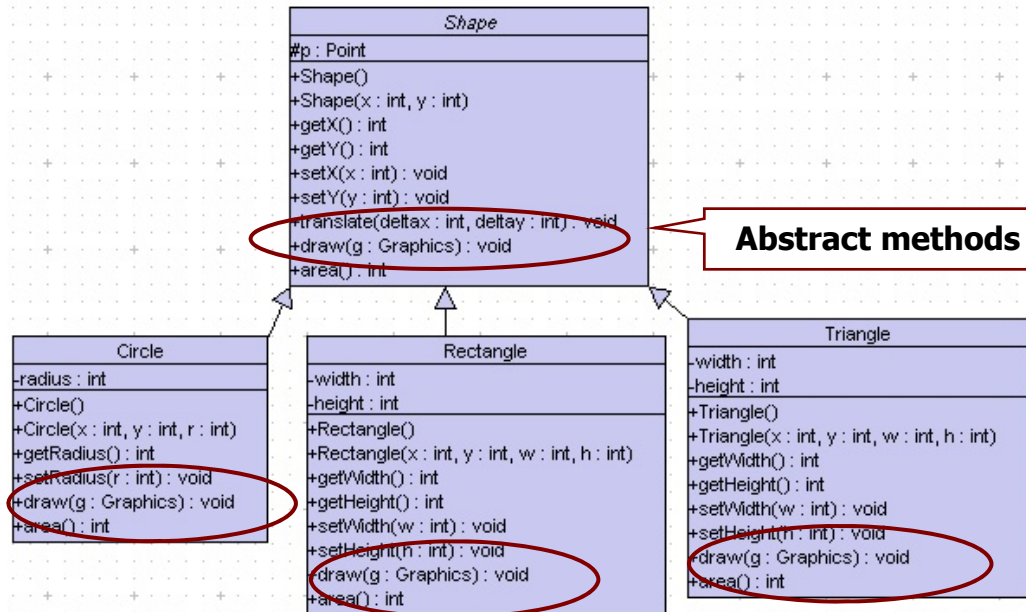 Shape
#p : Point
+Shape()
+Shape(x : int, y : int)
+getX() : int
+getY() : int
+setX(x : int) : void
+setY(y : int) : void
+translate(deltax : int, deltay : int) : void
+draw(g : Graphics) : void
+area() : int
Abstract methods
Circle
-radius : int
+Circle()
+Circle(x : int, y : int, r : int)
+getRadius() : int
+setRadius(r : int) : void
+draw(g : Graphics) : void
+area() : int
Rectangle
-width : int
-height : int
+Rectangle()
+Rectangle(x : int, y : int, w : int, h : int)
+getWidth() : int
+getHeight() : int
+setWidth(w : int) : void
+setHeight(h : int) : void
+draw(g : Graphics) : void
+area() : int
Triangle
-width : int
-height : int
+Triangle()
+Triangle(x : int, y : int, w : int, h : int)
+getWidth() : int
+getHeight() : int
+setWidth(w : int) : void
+setHeight(h : int) : void
+draw(g : Graphics) : void
+area() : int